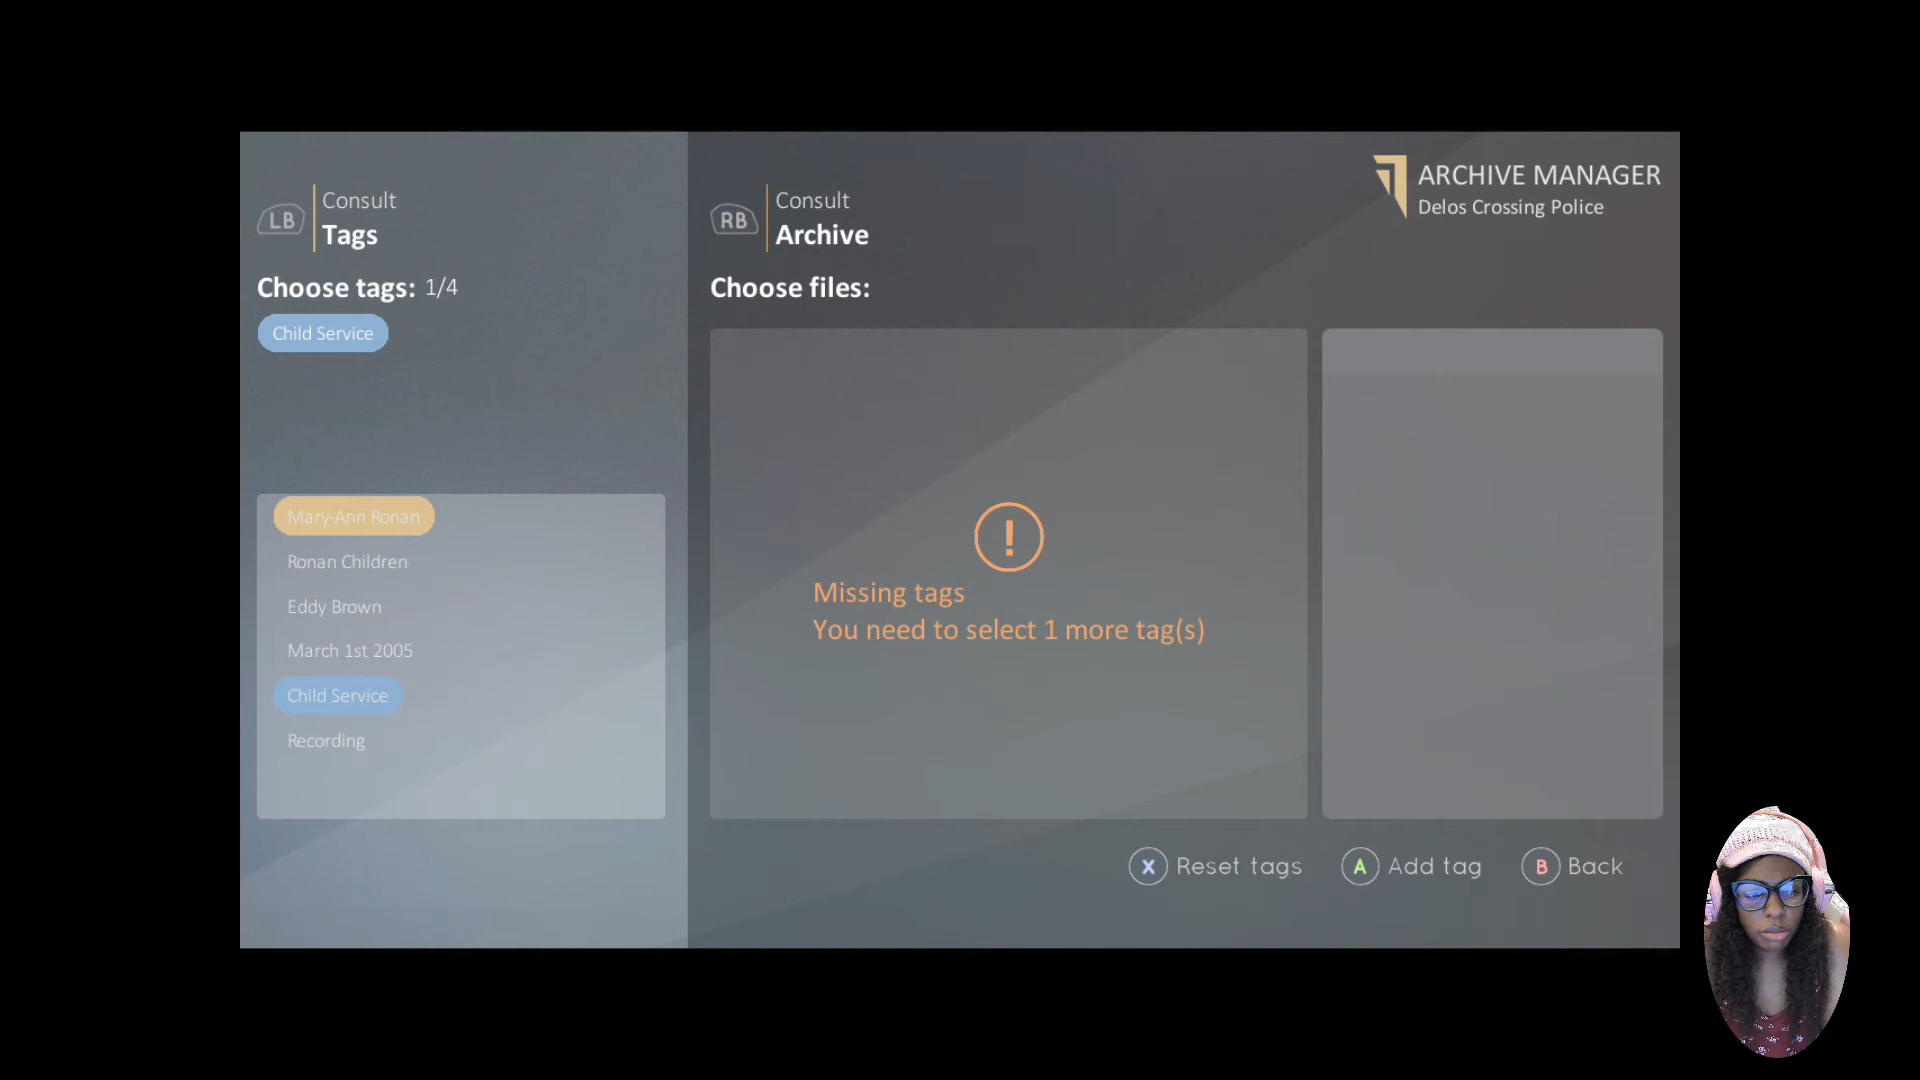 LB
Consult
Tags
Choose tags: 1/4
Child Service
Mary-Ann Ronan
Ronan Children
Eddy Brown
March 1st 2005
Child Service
Recording
RB
Consult
Archive
Choose files:
ARCHIVE MANAGER
Delos Crossing Police
!
Missing tags
You need to select 1 more tag(s)
X Reset tags
A Add tag
B Back